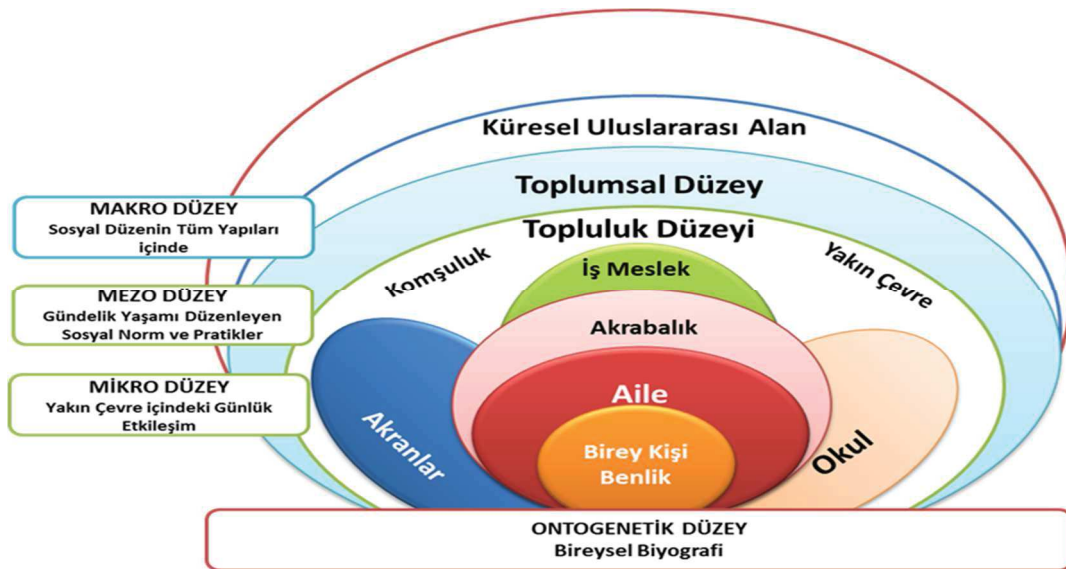 Küresel Uluslararası Alan
Toplumsal Düzey
Topluluk Düzeyi
Komşuluk
Yakın Çevre
İş Meslek
Akrabalık
Aile
Birey Kişi
Benlik
Akranlar
Okul
MAKRO DÜZEY
Sosyal Düzenin Tüm Yapıları
içinde
MEZO DÜZEY
Gündelik Yaşamı Düzenleyen
Sosyal Norm ve Pratikler
MİKRO DÜZEY
Yakın Çevre içindeki Günlük
Etkileşim
ONTOGENETİK DÜZEY
Bireysel Biyografi